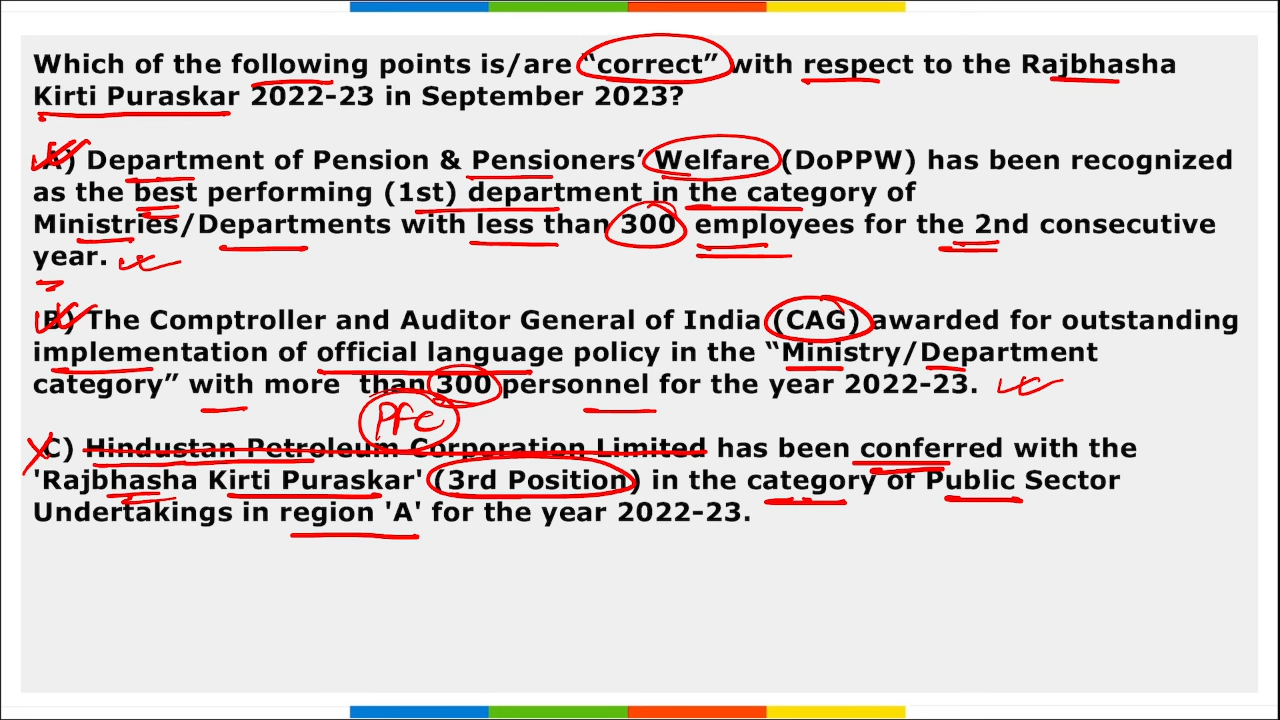 Which of the following points is/are “correct” with respect to the Rajbhasha
Kirti Puraskar 2022-23 in September 2023?
A) Department of Pension & Pensioners’ Welfare (DoPPW) has been recognized
as the best performing (1st) department in the category of
Ministries/Departments with less than 300 employees for the 2nd consecutive
year.
B) The Comptroller and Auditor General of India (CAG) awarded for outstanding
implementation of official language policy in the “Ministry/Department
category” with more than 300 personnel for the year 2022-23.
PFC
C) Hindustan Petroleum Corporation Limited has been conferred with the
'Rajbhasha Kirti Puraskar' (3rd Position) in the category of Public Sector
Undertakings in region 'A' for the year 2022-23.